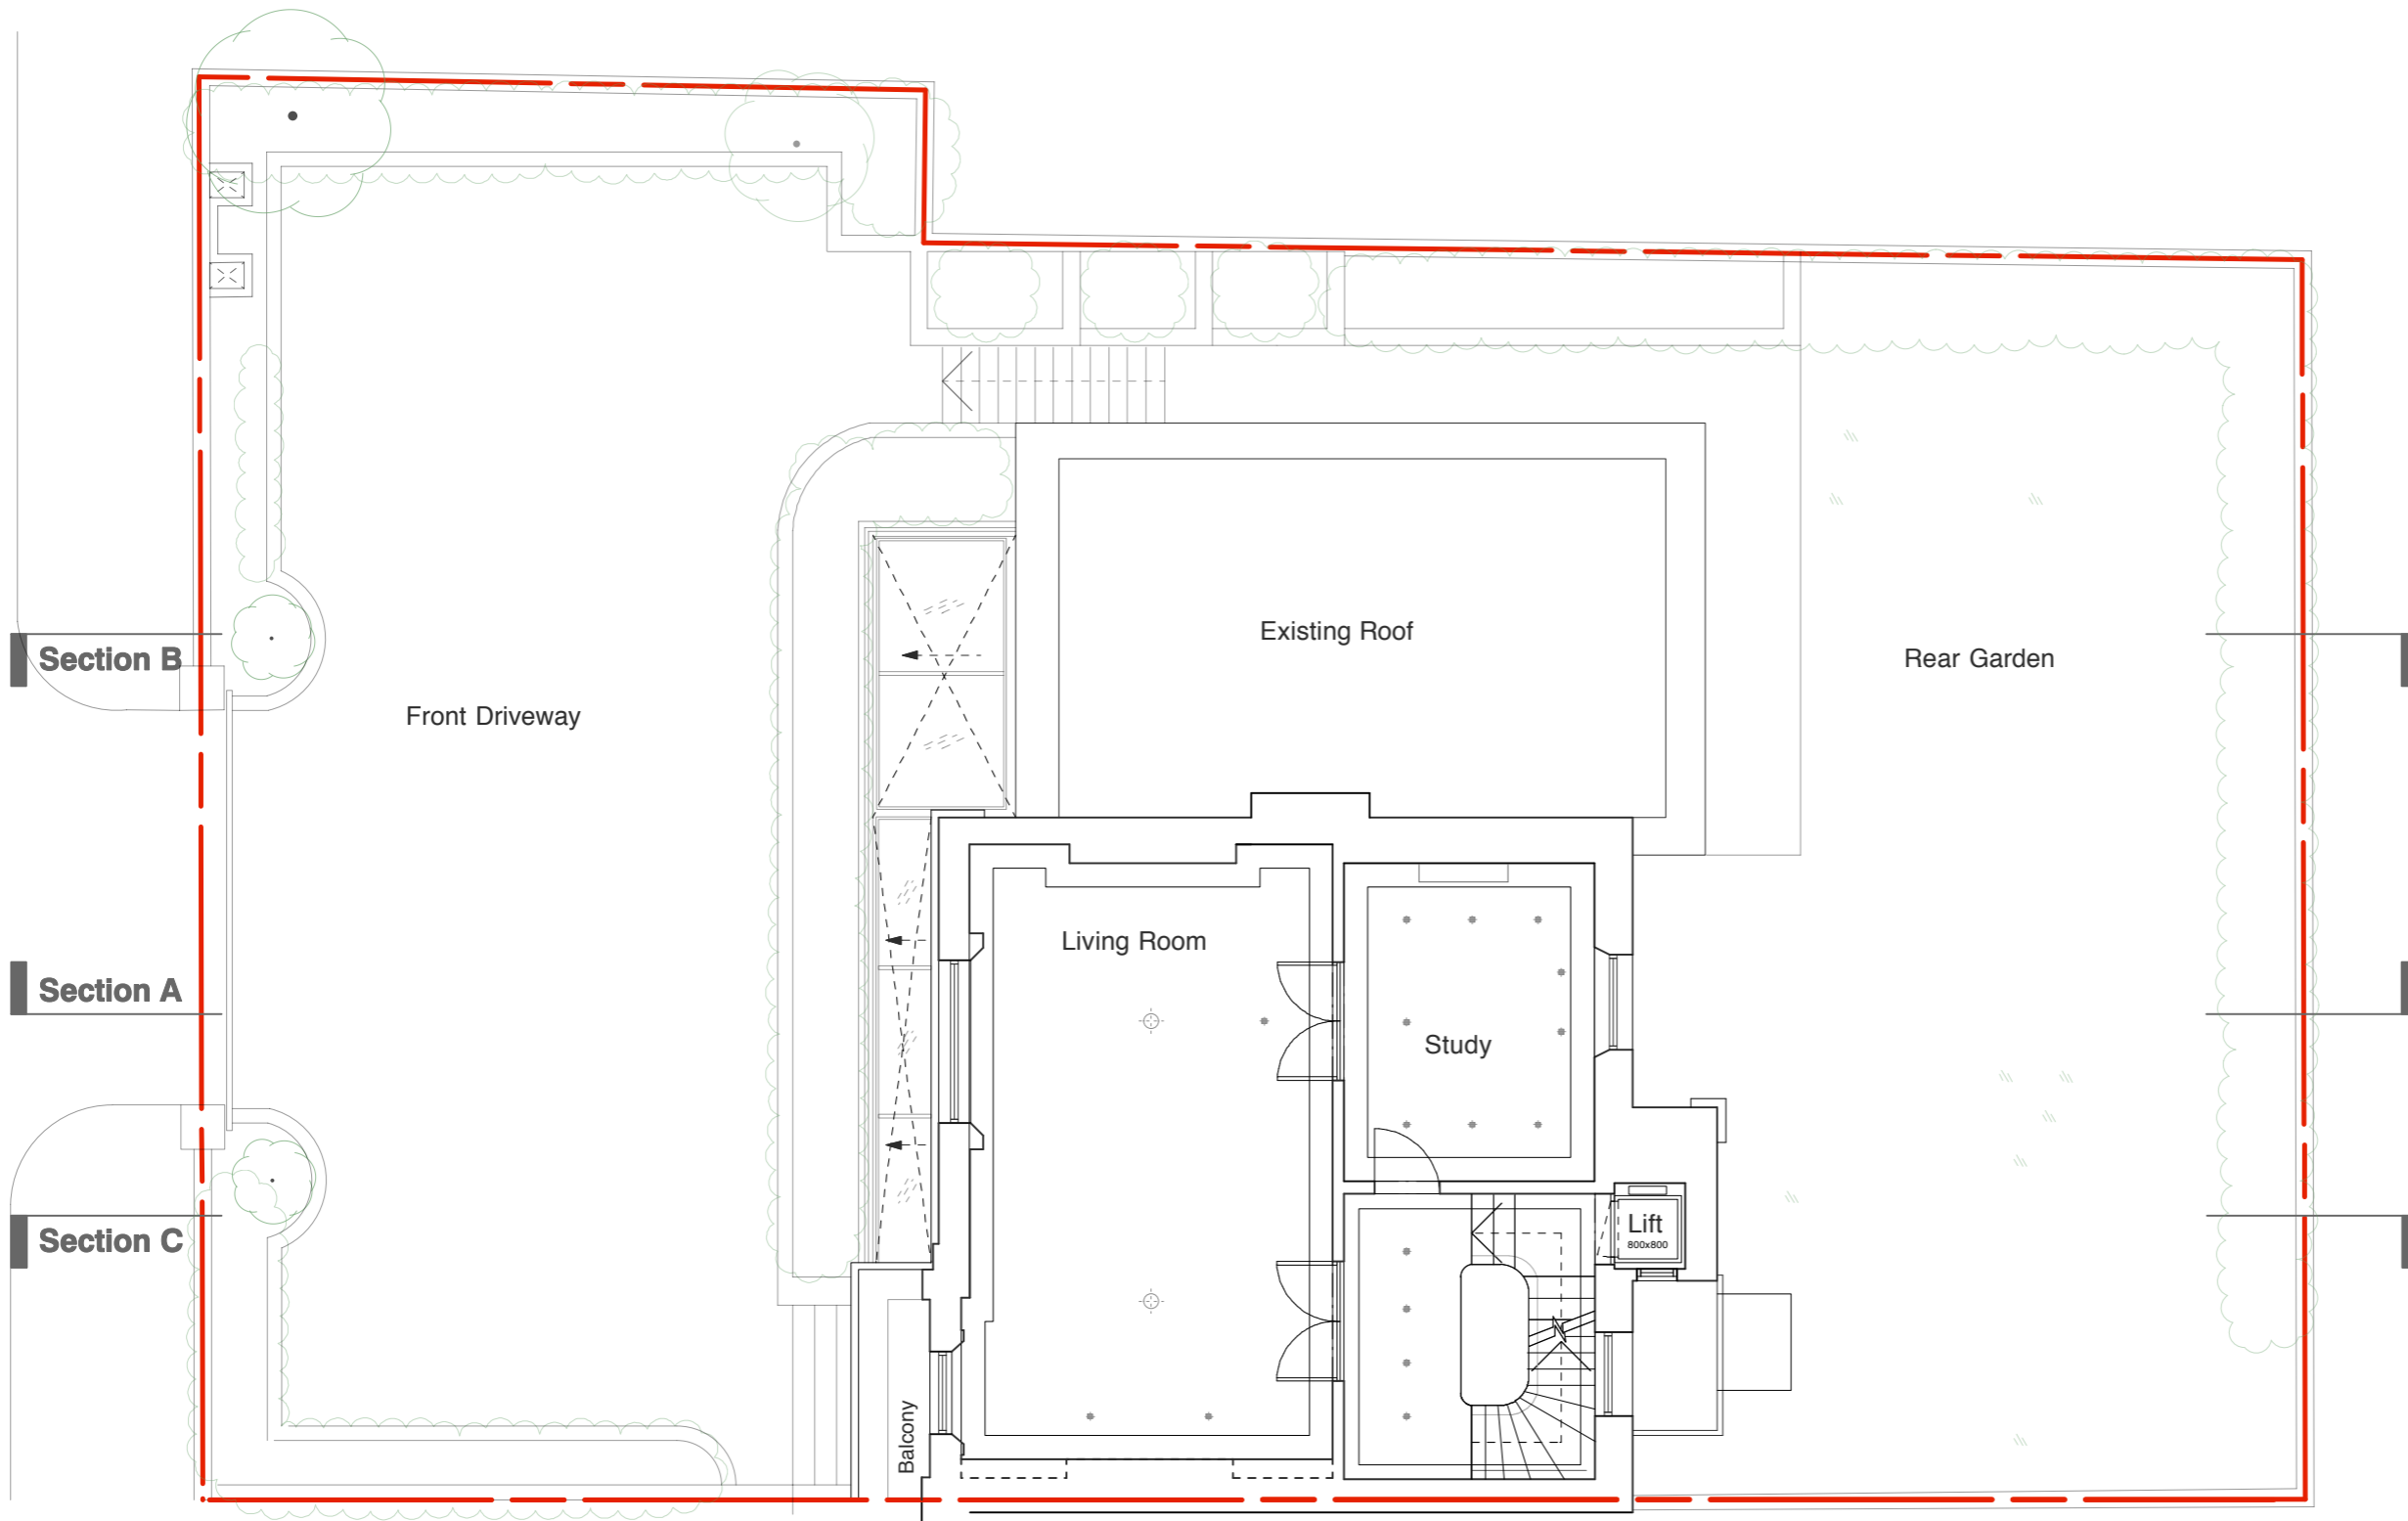 Existing Roof
Section B
Rear Garden
Front Driveway
Living Room
Section A
Study
Lift
800x800
Section C
Balcony